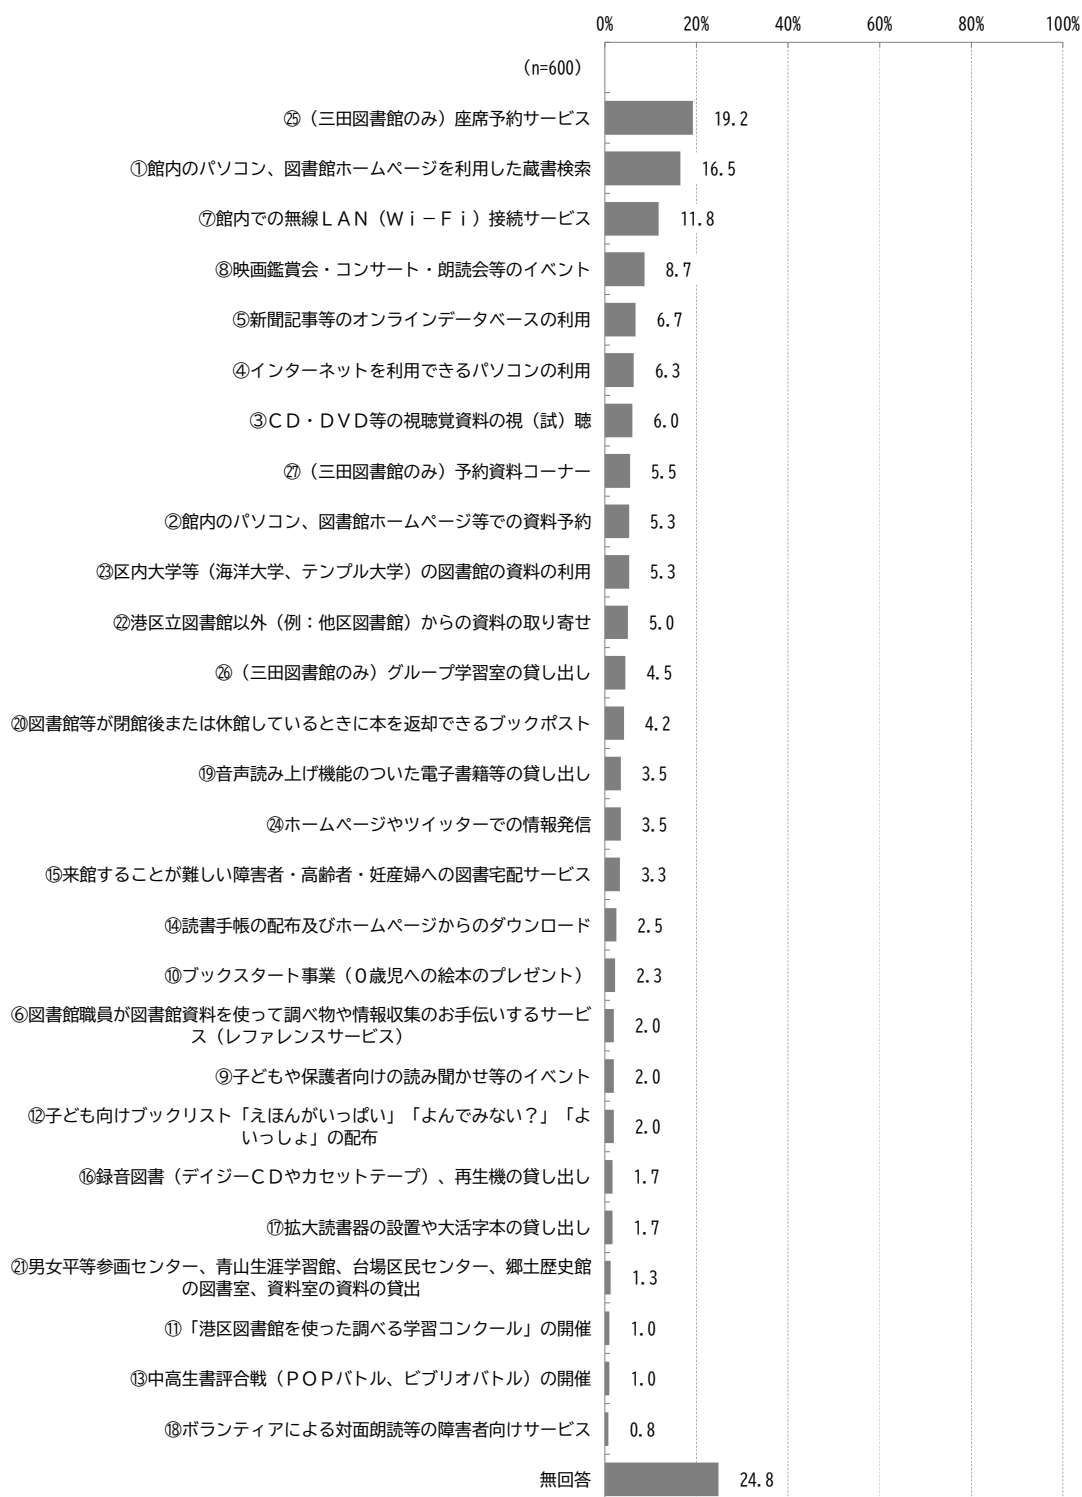 0% 20% 40% 60% 80% 100%
（n=600）
㉕（三田図書館のみ）座席予約サービス 19.2
①館内のパソコン、図書館ホームページを利用した蔵書検索 16.5
⑦館内での無線ＬＡＮ（Ｗｉ－Ｆｉ）接続サービス 11.8
⑧映画鑑賞会・コンサート・朗読会等のイベント 8.7
⑤新聞記事等のオンラインデータベースの利用 6.7
④インターネットを利用できるパソコンの利用 6.3
③ＣＤ・ＤＶＤ等の視聴覚資料の視（試）聴 6.0
㉗（三田図書館のみ）予約資料コーナー 5.5
②館内のパソコン、図書館ホームページ等での資料予約 5.3
㉓区内大学等（海洋大学、テンプル大学）の図書館の資料の利用 5.3
㉒港区立図書館以外（例：他区図書館）からの資料の取り寄せ 5.0
㉖（三田図書館のみ）グループ学習室の貸し出し 4.5
⑳図書館等が閉館後または休館しているときに本を返却できるブックポスト 4.2
⑲音声読み上げ機能のついた電子書籍等の貸し出し 3.5
㉔ホームページやツイッターでの情報発信 3.5
⑮来館することが難しい障害者・高齢者・妊産婦への図書宅配サービス 3.3
⑭読書手帳の配布及びホームページからのダウンロード 2.5
⑩ブックスタート事業（０歳児への絵本のプレゼント） 2.3
⑥図書館職員が図書館資料を使って調べ物や情報収集のお手伝いするサービ
ス（レファレンスサービス） 2.0
⑨子どもや保護者向けの読み聞かせ等のイベント 2.0
⑫子ども向けブックリスト「えほんがいっぱい」「よんでみない？」「よ
いっしょ」の配布 2.0
⑯録音図書（デイジーＣＤやカセットテープ）、再生機の貸し出し 1.7
⑰拡大読書器の設置や大活字本の貸し出し 1.7
㉑男女平等参画センター、青山生涯学習館、台場区民センター、郷土歴史館
の図書室、資料室の資料の貸出 1.3
⑪「港区図書館を使った調べる学習コンクール」の開催 1.0
⑬中高生書評合戦（ＰＯＰバトル、ビブリオバトル）の開催 1.0
⑱ボランティアによる対面朗読等の障害者向けサービス 0.8
無回答 24.8